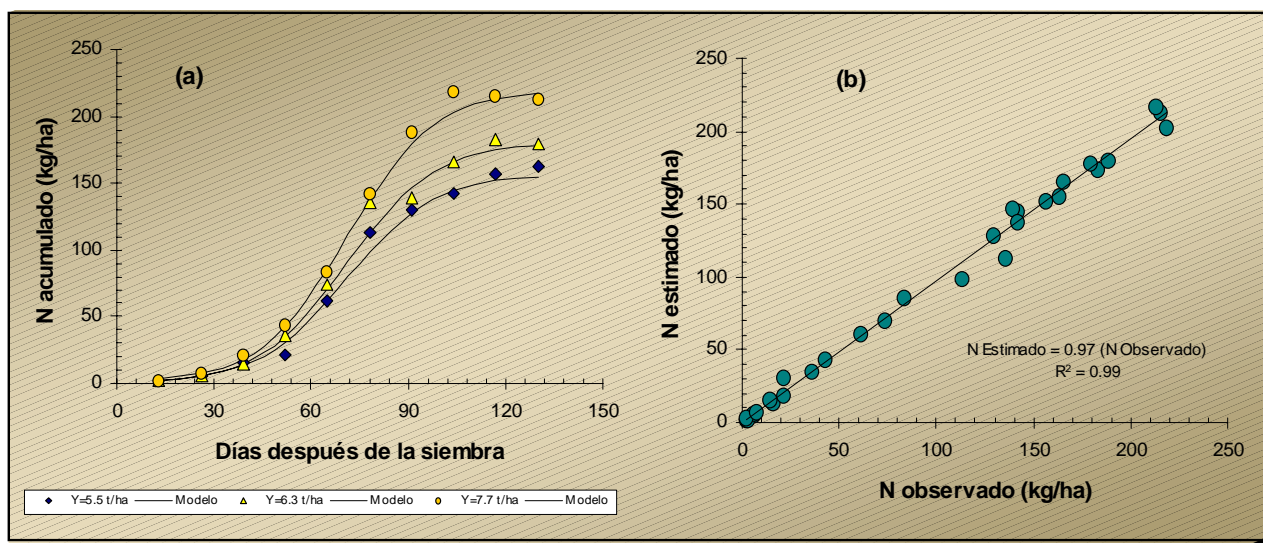 (a)
N acumulado (kg/ha)
250
200
150
100
50
0
0 30 60 90 120 150
Días después de la siembra
Y=5.5 t/ha Modelo Y=6.3 t/ha Modelo Y=7.7 t/ha Modelo
(b)
N estimado (kg/ha)
250
200
150
100
50
0
N Estimado = 0.97 (N Observado)
R² = 0.99
0 50 100 150 200 250
N observado (kg/ha)